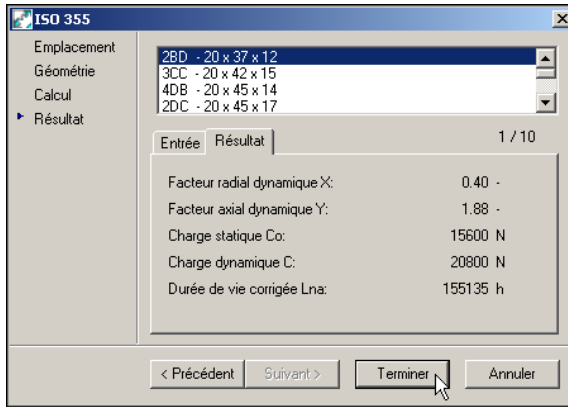 ISO 355
Emplacement
Géométrie
Calcul
Résultat
2BD - 20 x 37 x 12
3CC - 20 x 42 x 15
4DB - 20 x 45 x 14
2DC - 20 x 45 x 17
Entrée Résultat 1 / 10
Facteur radial dynamique X: 0.40 -
Facteur axial dynamique Y: 1.88 -
Charge statique Co: 15600 N
Charge dynamique C: 20800 N
Durée de vie corrigée Lna: 155135 h
< Précédent Suivant > Terminer Annuler